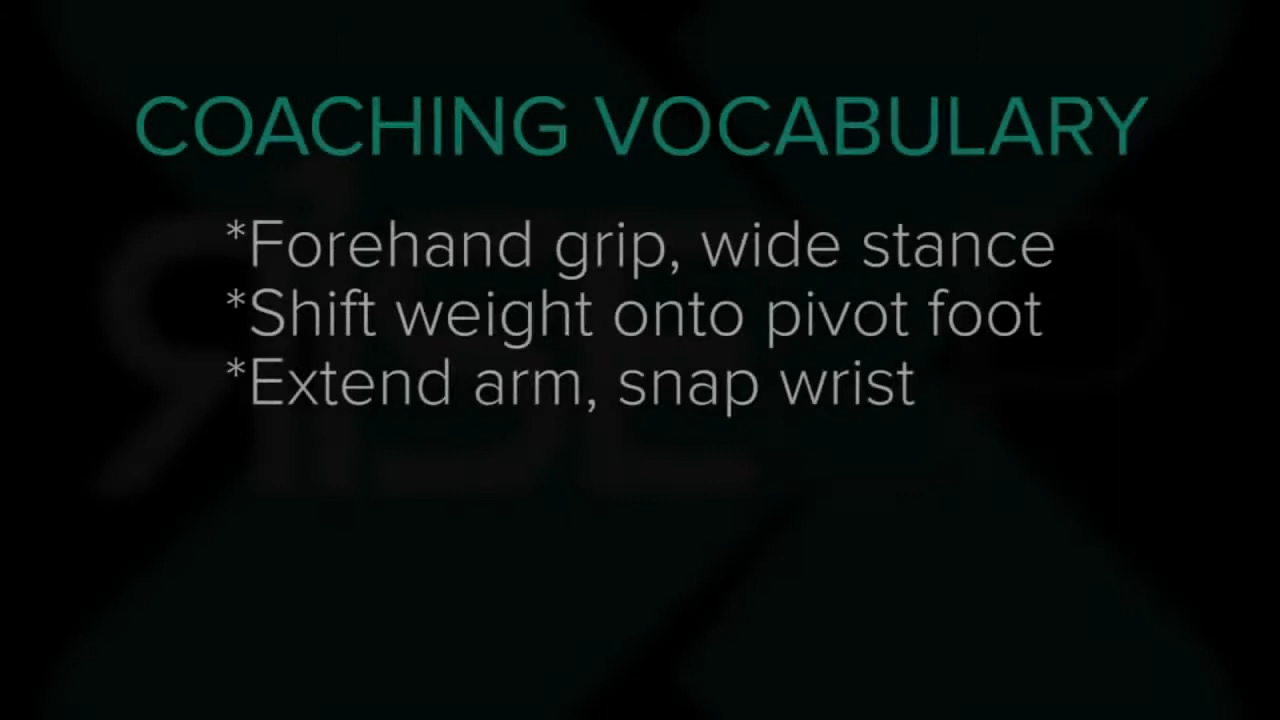 COACHING VOCABULARY
*Forehand grip, wide stance
*Shift weight onto pivot foot
*Extend arm, snap wrist